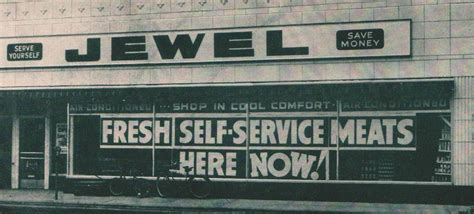 SERVE
YOURSELF
JEWEL
SAVE
MONEY
AIR CONDITIONED SHOP IN COOL COMFORT AIR CONDITIONED
FRESH SELF-SERVICE MEATS
HERE NOW!